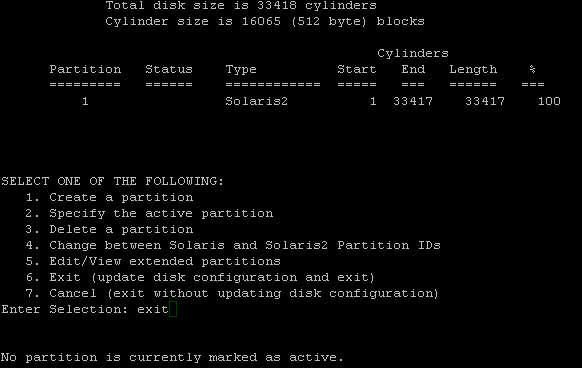 Total disk size is 33418 cylinders
Cylinder size is 16065 (512 byte) blocks
Cylinders
Partition Status Type Start End Length %
========= ====== ============ ===== === ====== ===
1 Solaris2 1 33417 33417 100
SELECT ONE OF THE FOLLOWING:
1. Create a partition
2. Specify the active partition
3. Delete a partition
4. Change between Solaris and Solaris2 Partition IDs
5. Edit/View extended partitions
6. Exit (update disk configuration and exit)
7. Cancel (exit without updating disk configuration)
Enter Selection: exit
No partition is currently marked as active.